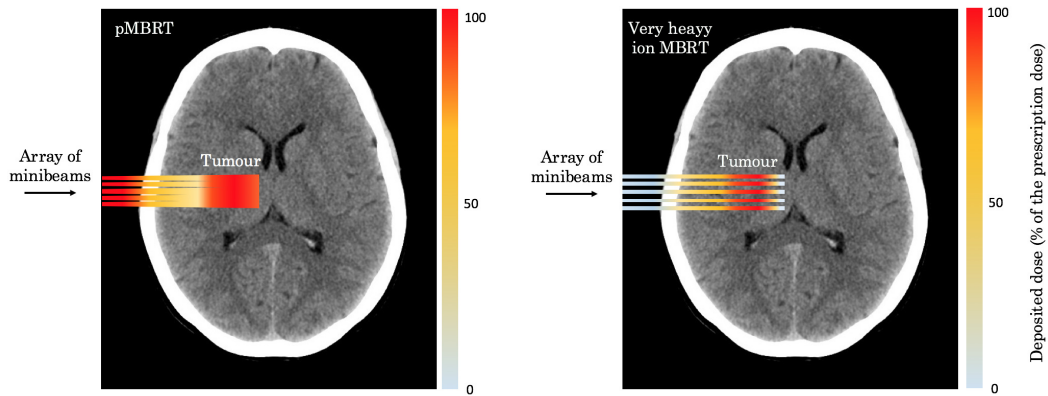 pMBRT
Array of
minibeams
Tumour
100
50
0
Very heayy
ion MBRT
Array of
minibeams
Tumour
100
50
0
Deposited dose (% of the prescription dose)